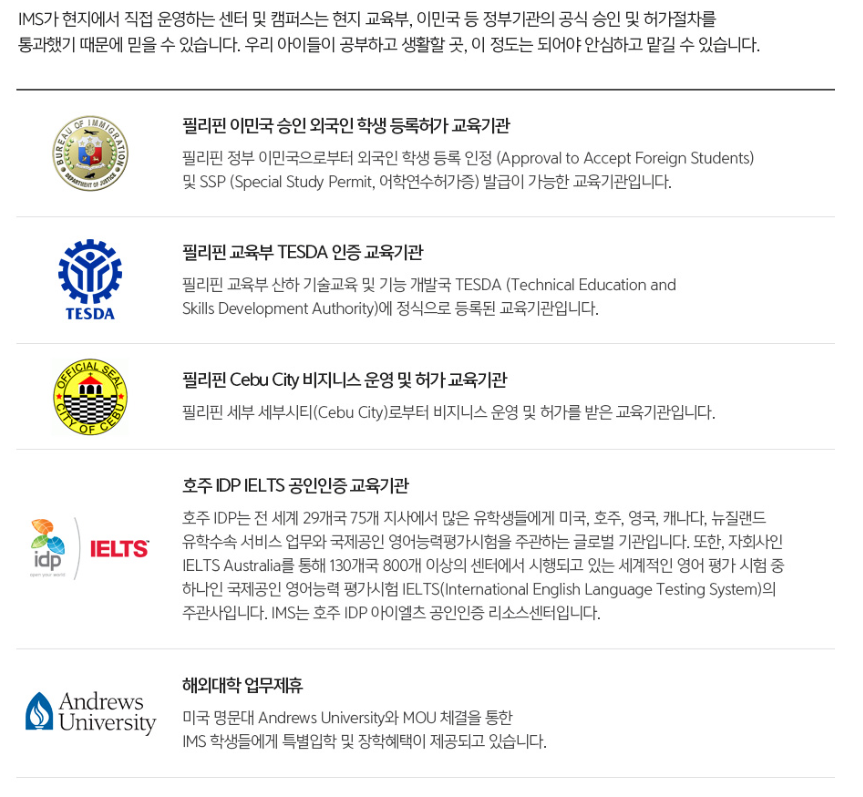 IMS가 현지에서 직접 운영하는 센터 및 캠퍼스는 현지 교육부, 이민국 등 정부기관의 공식 승인 및 허가절차를
통과했기 때문에 믿을 수 있습니다. 우리 아이들이 공부하고 생활할 곳, 이 정도는 되어야 안심하고 맡길 수 있습니다.
BUREAU OF IMMIGRATION
DEPARTMENT OF JUSTICE
필리핀 이민국 승인 외국인 학생 등록허가 교육기관
필리핀 정부 이민국으로부터 외국인 학생 등록 인정 (Approval to Accept Foreign Students)
및 SSP (Special Study Permit, 어학연수허가증) 발급이 가능한 교육기관입니다.
TESDA
필리핀 교육부 TESDA 인증 교육기관
필리핀 교육부 산하 기술교육 및 기능 개발국 TESDA (Technical Education and
Skills Development Authority)에 정식으로 등록된 교육기관입니다.
OFFICIAL SEAL
CITY OF CEBU
필리핀 Cebu City 비지니스 운영 및 허가 교육기관
필리핀 세부 세부시티(Cebu City)로부터 비지니스 운영 및 허가를 받은 교육기관입니다.
idp
open your world
IELTS
호주 IDP IELTS 공인인증 교육기관
호주 IDP는 전 세계 29개국 75개 지사에서 많은 유학생들에게 미국, 호주, 영국, 캐나다, 뉴질랜드
유학수속 서비스 업무와 국제공인 영어능력평가시험을 주관하는 글로벌 기관입니다. 또한, 자회사인
IELTS Australia를 통해 130개국 800개 이상의 센터에서 시행되고 있는 세계적인 영어 평가 시험 중
하나인 국제공인 영어능력 평가시험 IELTS(International English Language Testing System)의
주관사입니다. IMS는 호주 IDP 아이엘츠 공인인증 리소스센터입니다.
Andrews
University
해외대학 업무제휴
미국 명문대 Andrews University와 MOU 체결을 통한
IMS 학생들에게 특별입학 및 장학혜택이 제공되고 있습니다.